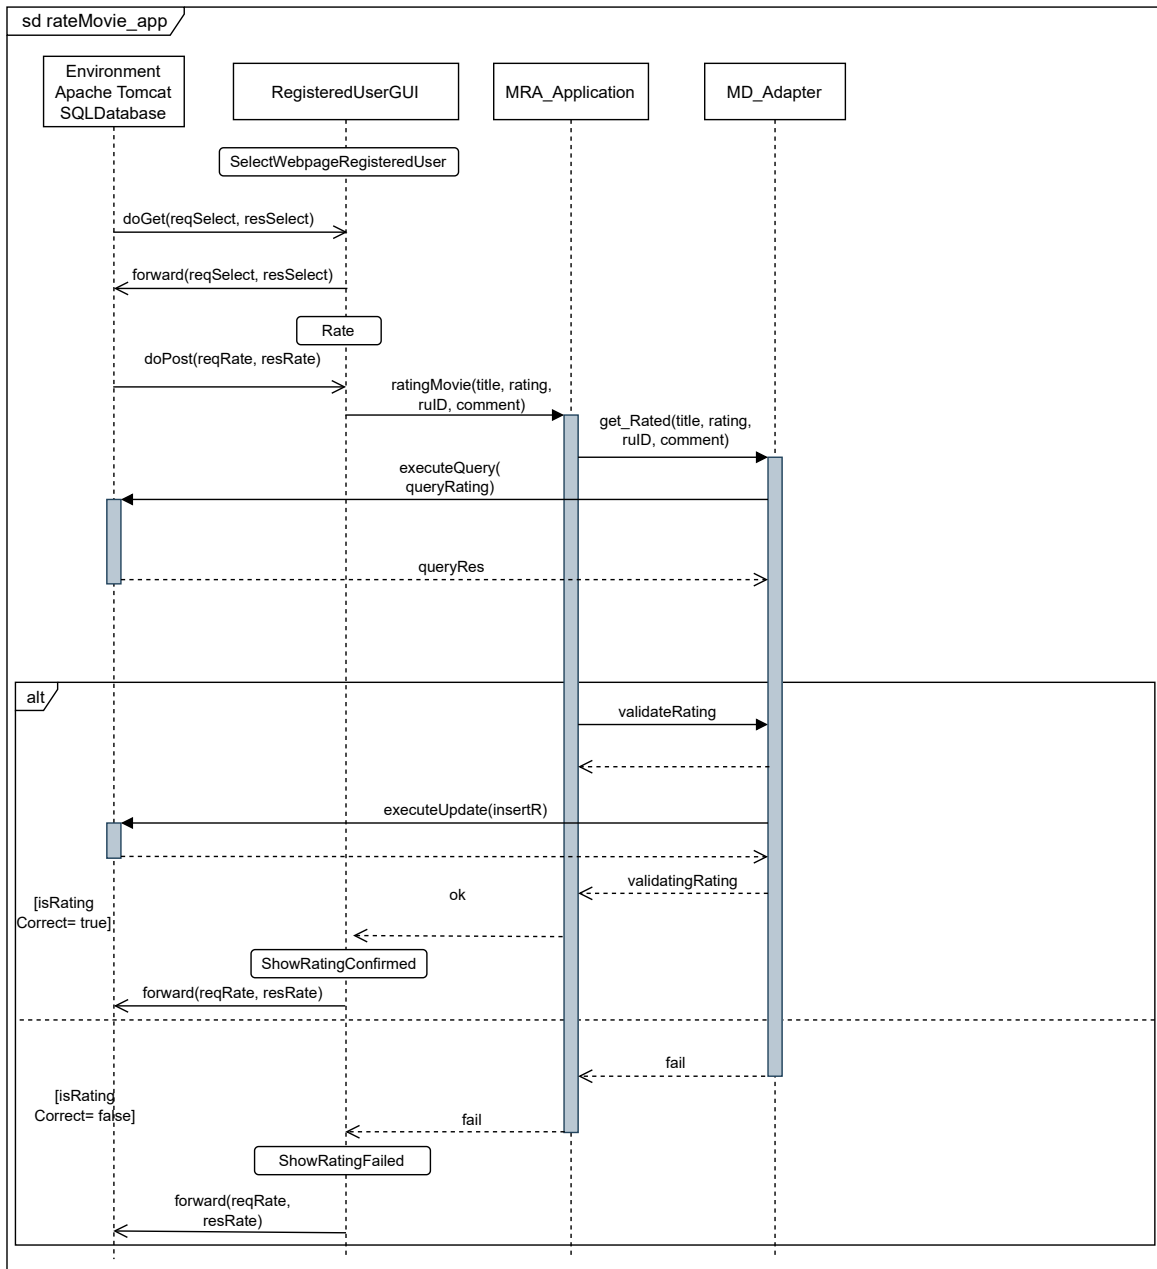 sd rateMovie_app
Environment
Apache Tomcat
SQLDatabase
RegisteredUserGUI
MRA_Application
MD_Adapter
SelectWebpageRegisteredUser
doGet(reqSelect, resSelect)
forward(reqSelect, resSelect)
Rate
doPost(reqRate, resRate)
ratingMovie(title, rating,
ruID, comment)
get_Rated(title, rating,
ruID, comment)
executeQuery(
queryRating)
queryRes
alt
validateRating
executeUpdate(insertR)
validatingRating
ok
[isRating
Correct= true]
ShowRatingConfirmed
forward(reqRate, resRate)
fail
[isRating
Correct= false]
fail
ShowRatingFailed
forward(reqRate,
resRate)